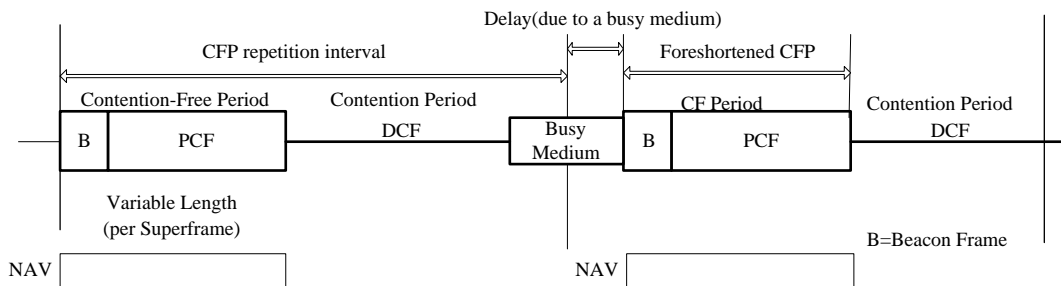 Delay(due to a busy medium)
CFP repetition interval
Foreshortened CFP
Contention-Free Period
Contention Period
CF Period
Contention Period
B
PCF
DCF
Busy
Medium
B
PCF
DCF
Variable Length
(per Superframe)
B=Beacon Frame
NAV
NAV